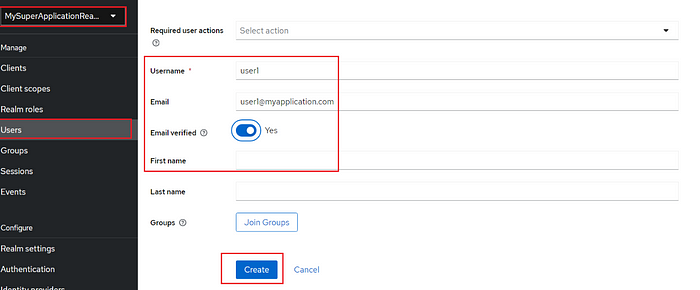 MySuperApplicationRea...
Manage
Clients
Client scopes
Realm roles
Users
Groups
Sessions
Events
Configure
Realm settings
Authentication
Identity providers
Required user actions
Select action
Username *
user1
Email
user1@myapplication.com
Email verified
Yes
First name
Last name
Groups
Join Groups
Create
Cancel